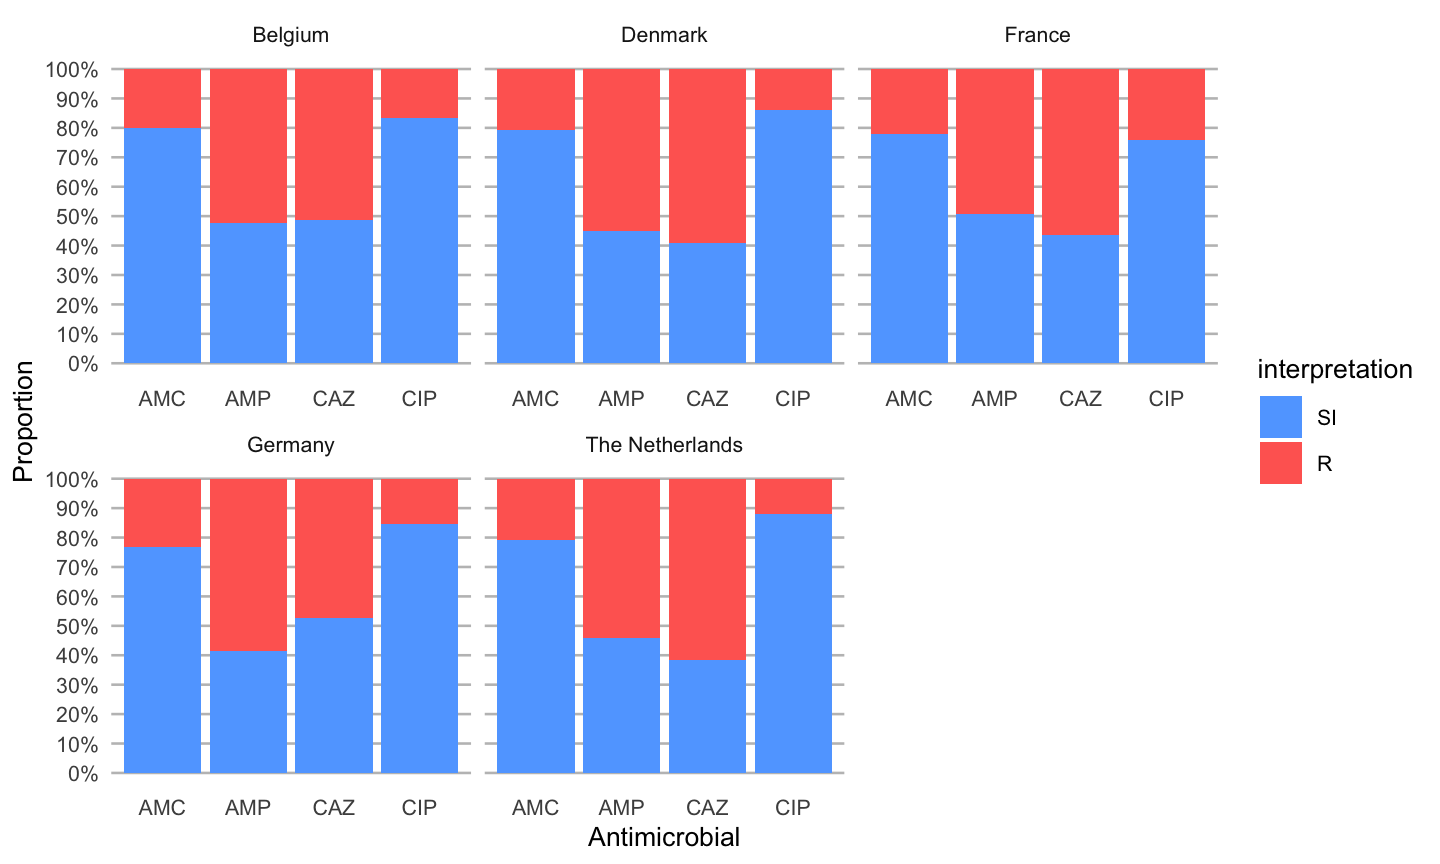 Belgium Denmark France
100%
90%
80%
70%
60%
50%
40%
30%
20%
10%
0%
AMC AMP CAZ CIP AMC AMP CAZ CIP AMC AMP CAZ CIP
Germany The Netherlands
100%
90%
80%
70%
60%
50%
40%
30%
20%
10%
0%
AMC AMP CAZ CIP AMC AMP CAZ CIP
Proportion
Antimicrobial
interpretation
SI
R